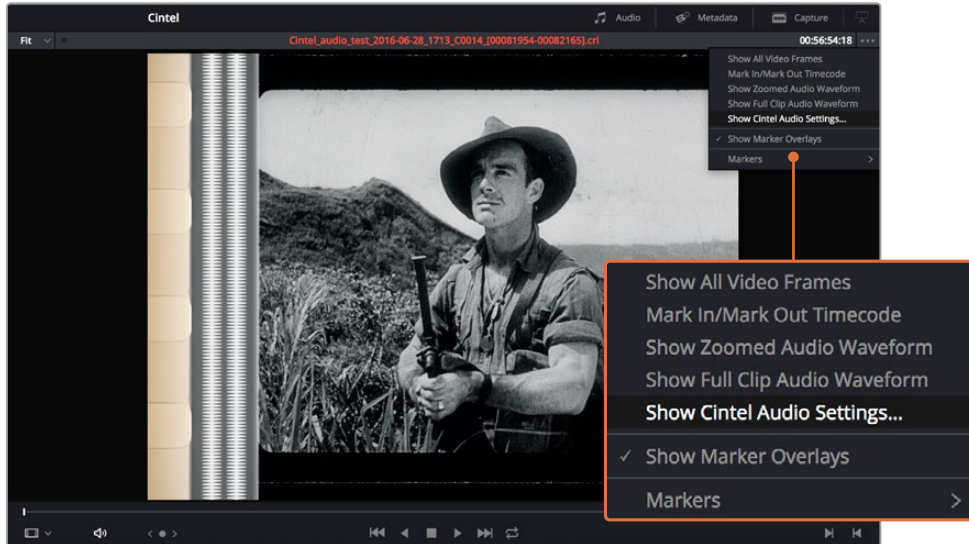 Cintel
Audio
Metadata
Capture
Fit
Cintel_audio_test_2016-06-28_1713_C0014_[00081954-00082165].cri
00:56:54:18
Show All Video Frames
Mark In/Mark Out Timecode
Show Zoomed Audio Waveform
Show Full Clip Audio Waveform
Show Cintel Audio Settings...
✓ Show Marker Overlays
Markers >
Show All Video Frames
Mark In/Mark Out Timecode
Show Zoomed Audio Waveform
Show Full Clip Audio Waveform
Show Cintel Audio Settings...
✓ Show Marker Overlays
Markers >